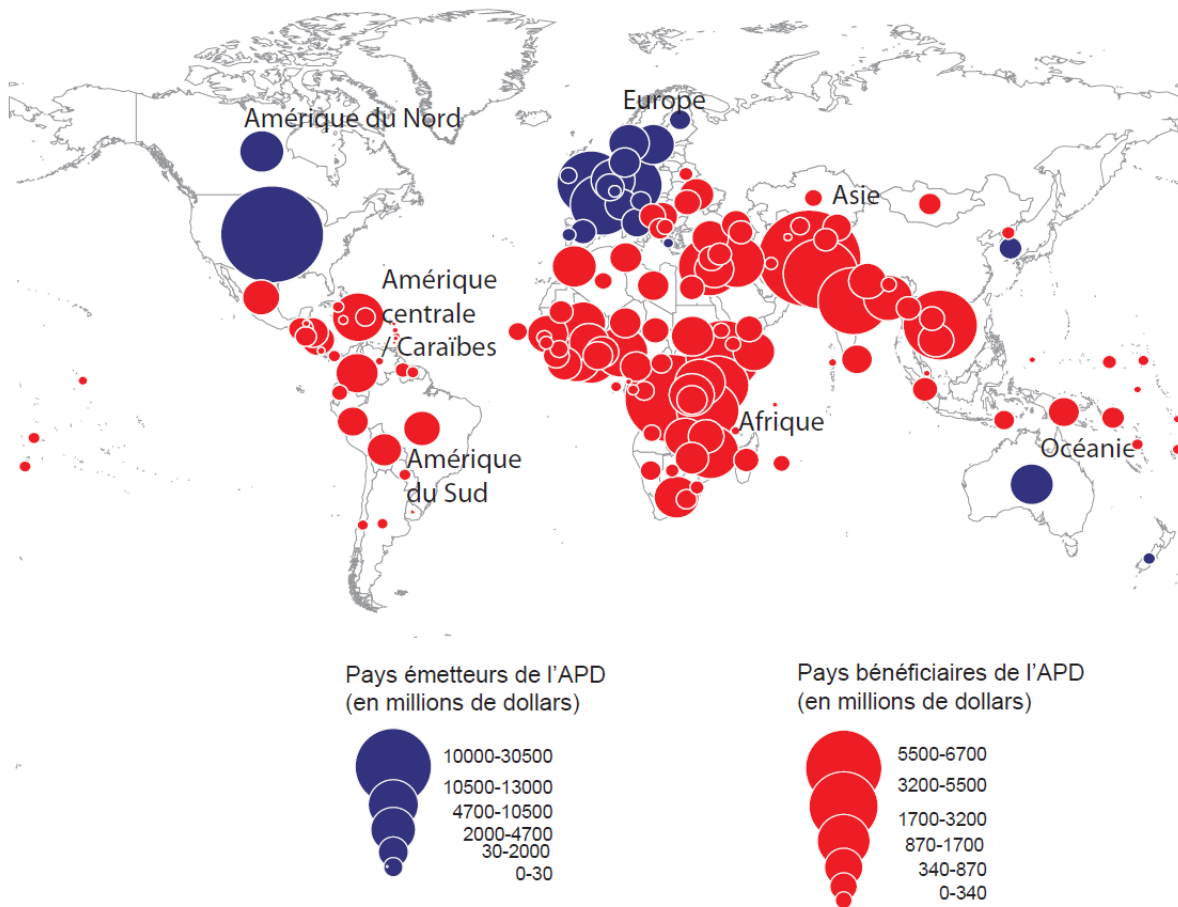 Amérique du Nord
Europe
Asie
Amérique
centrale
/ Caraïbes
Afrique
Amérique
du Sud
Océanie
Pays émetteurs de l'APD
(en millions de dollars)
10000-30500
10500-13000
4700-10500
2000-4700
30-2000
0-30
Pays bénéficiaires de l'APD
(en millions de dollars)
5500-6700
3200-5500
1700-3200
870-1700
340-870
0-340